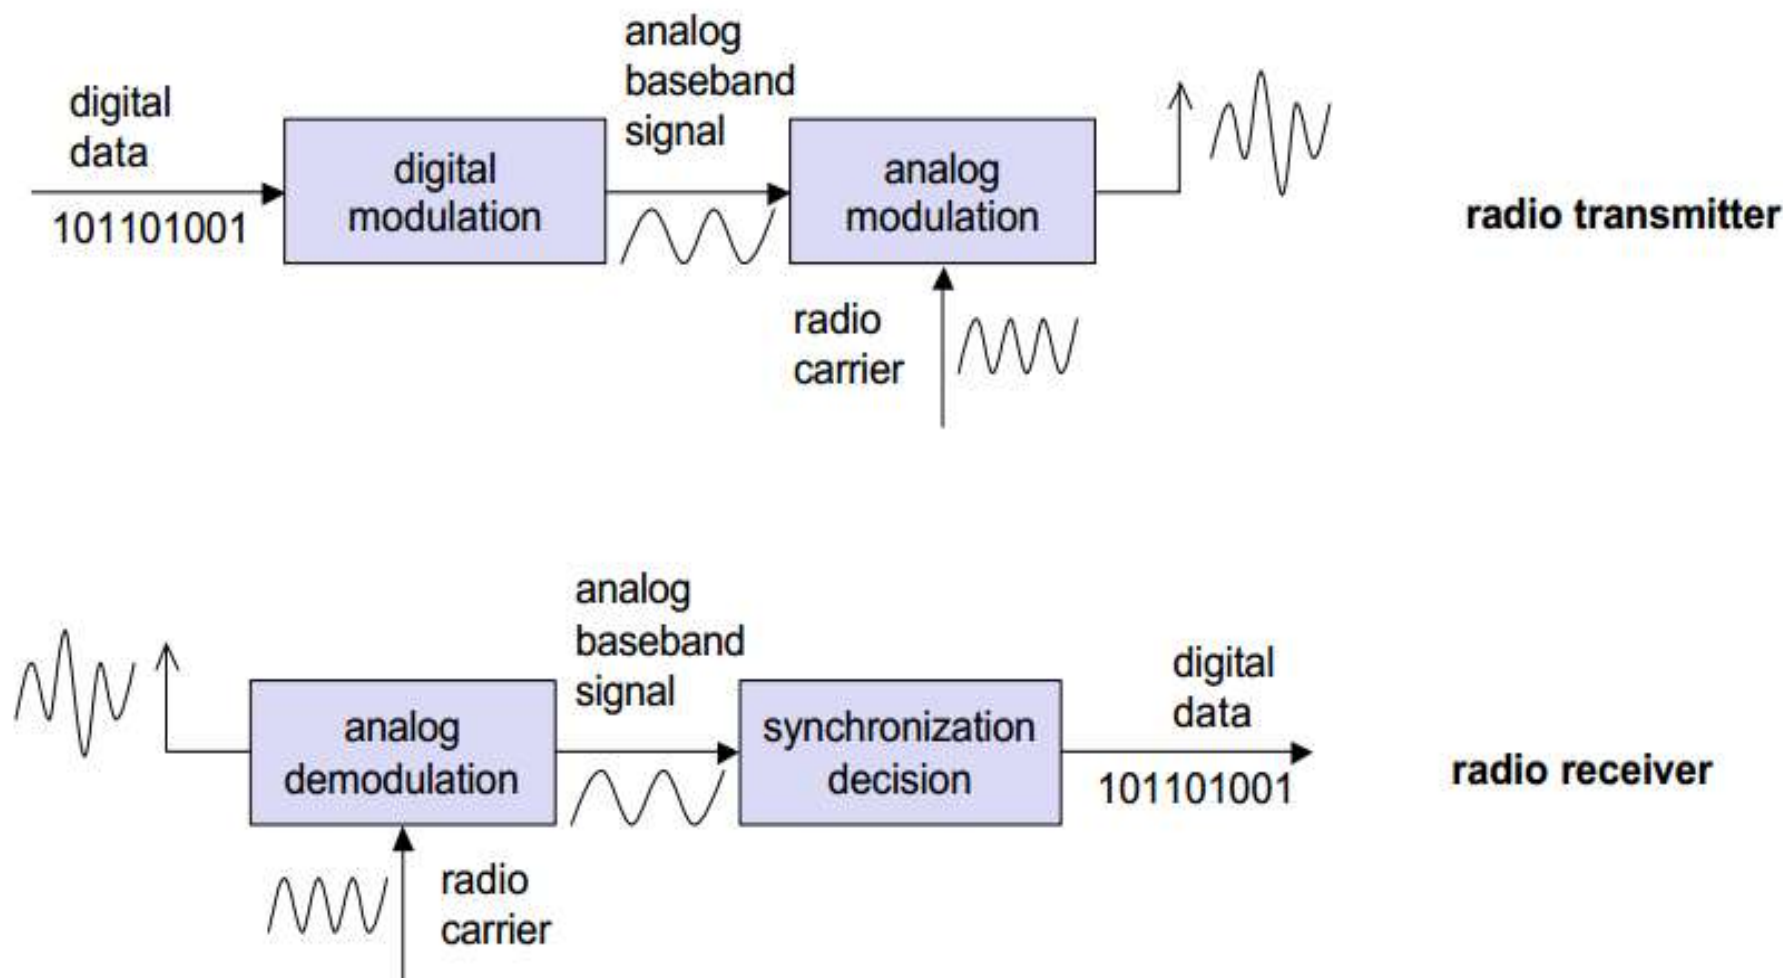 analog
baseband
signal
digital
data
101101001
digital
modulation
analog
modulation
radio
carrier
radio transmitter
analog
baseband
signal
analog
demodulation
radio
carrier
synchronization
decision
digital
data
101101001
radio receiver